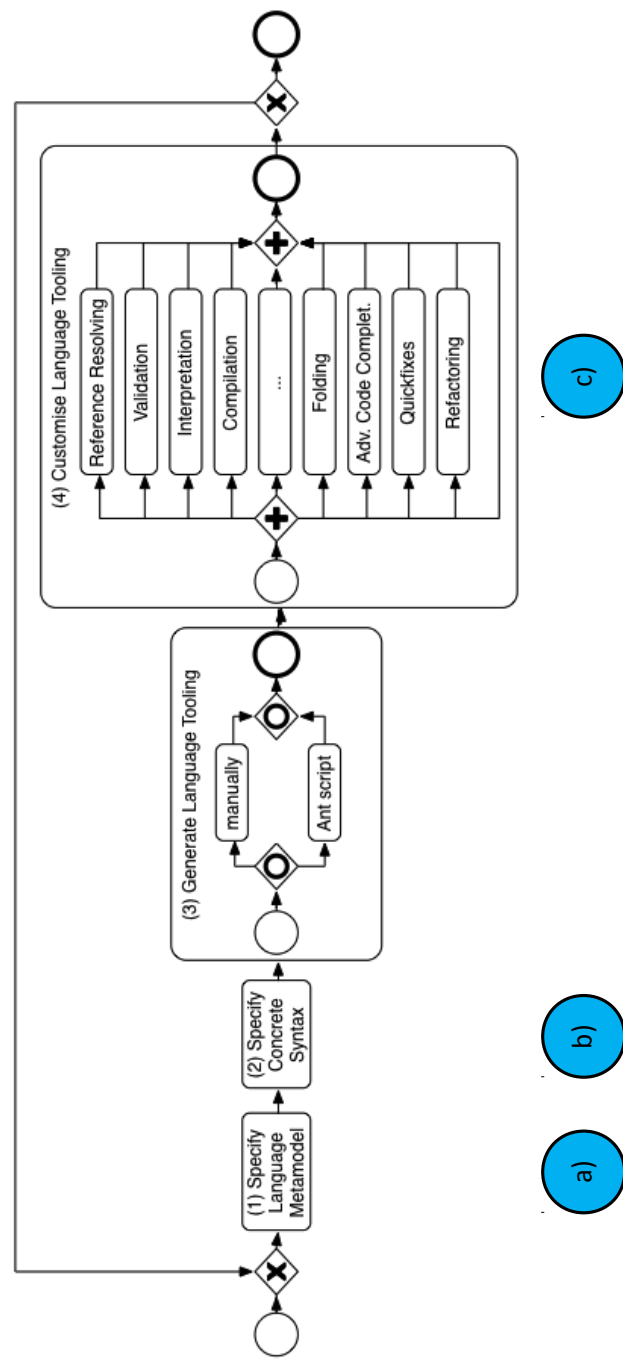 (1) Specify
Language
Metamodel
(2) Specify
Concrete
Syntax
(3) Generate Language Tooling
manually
Ant script
(4) Customise Language Tooling
Reference Resolving
Validation
Interpretation
Compilation
...
Folding
Adv. Code Complet.
Quickfixes
Refactoring
a)
b)
c)